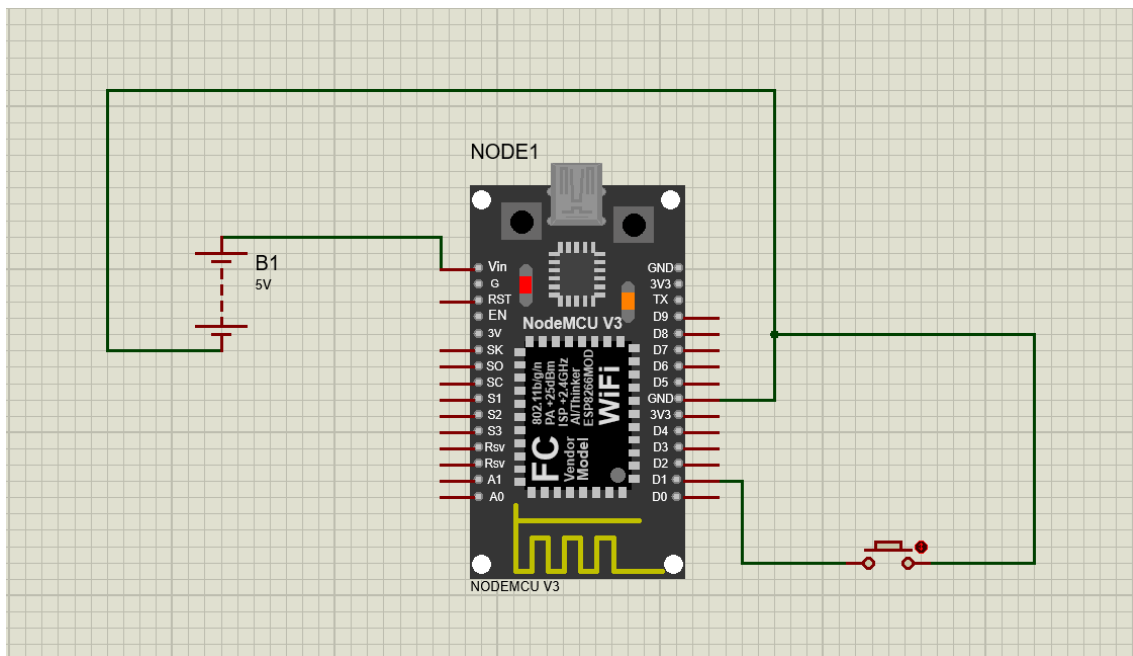 NODE1
B1
5V
Vin
G
RST
EN
3V
SK
SO
SC
S1
S2
S3
Rsv
Rsv
A1
A0
GND
3V3
TX
D9
D8
D7
D6
D5
GND
3V3
D4
D3
D2
D1
D0
NodeMCU V3
802.11b/g/n
PA +25dBm
ISP +2.4GHz
AI/Thinker
ESP8266MOD
WiFi
FC
Vendor
Model
NODEMCU V3